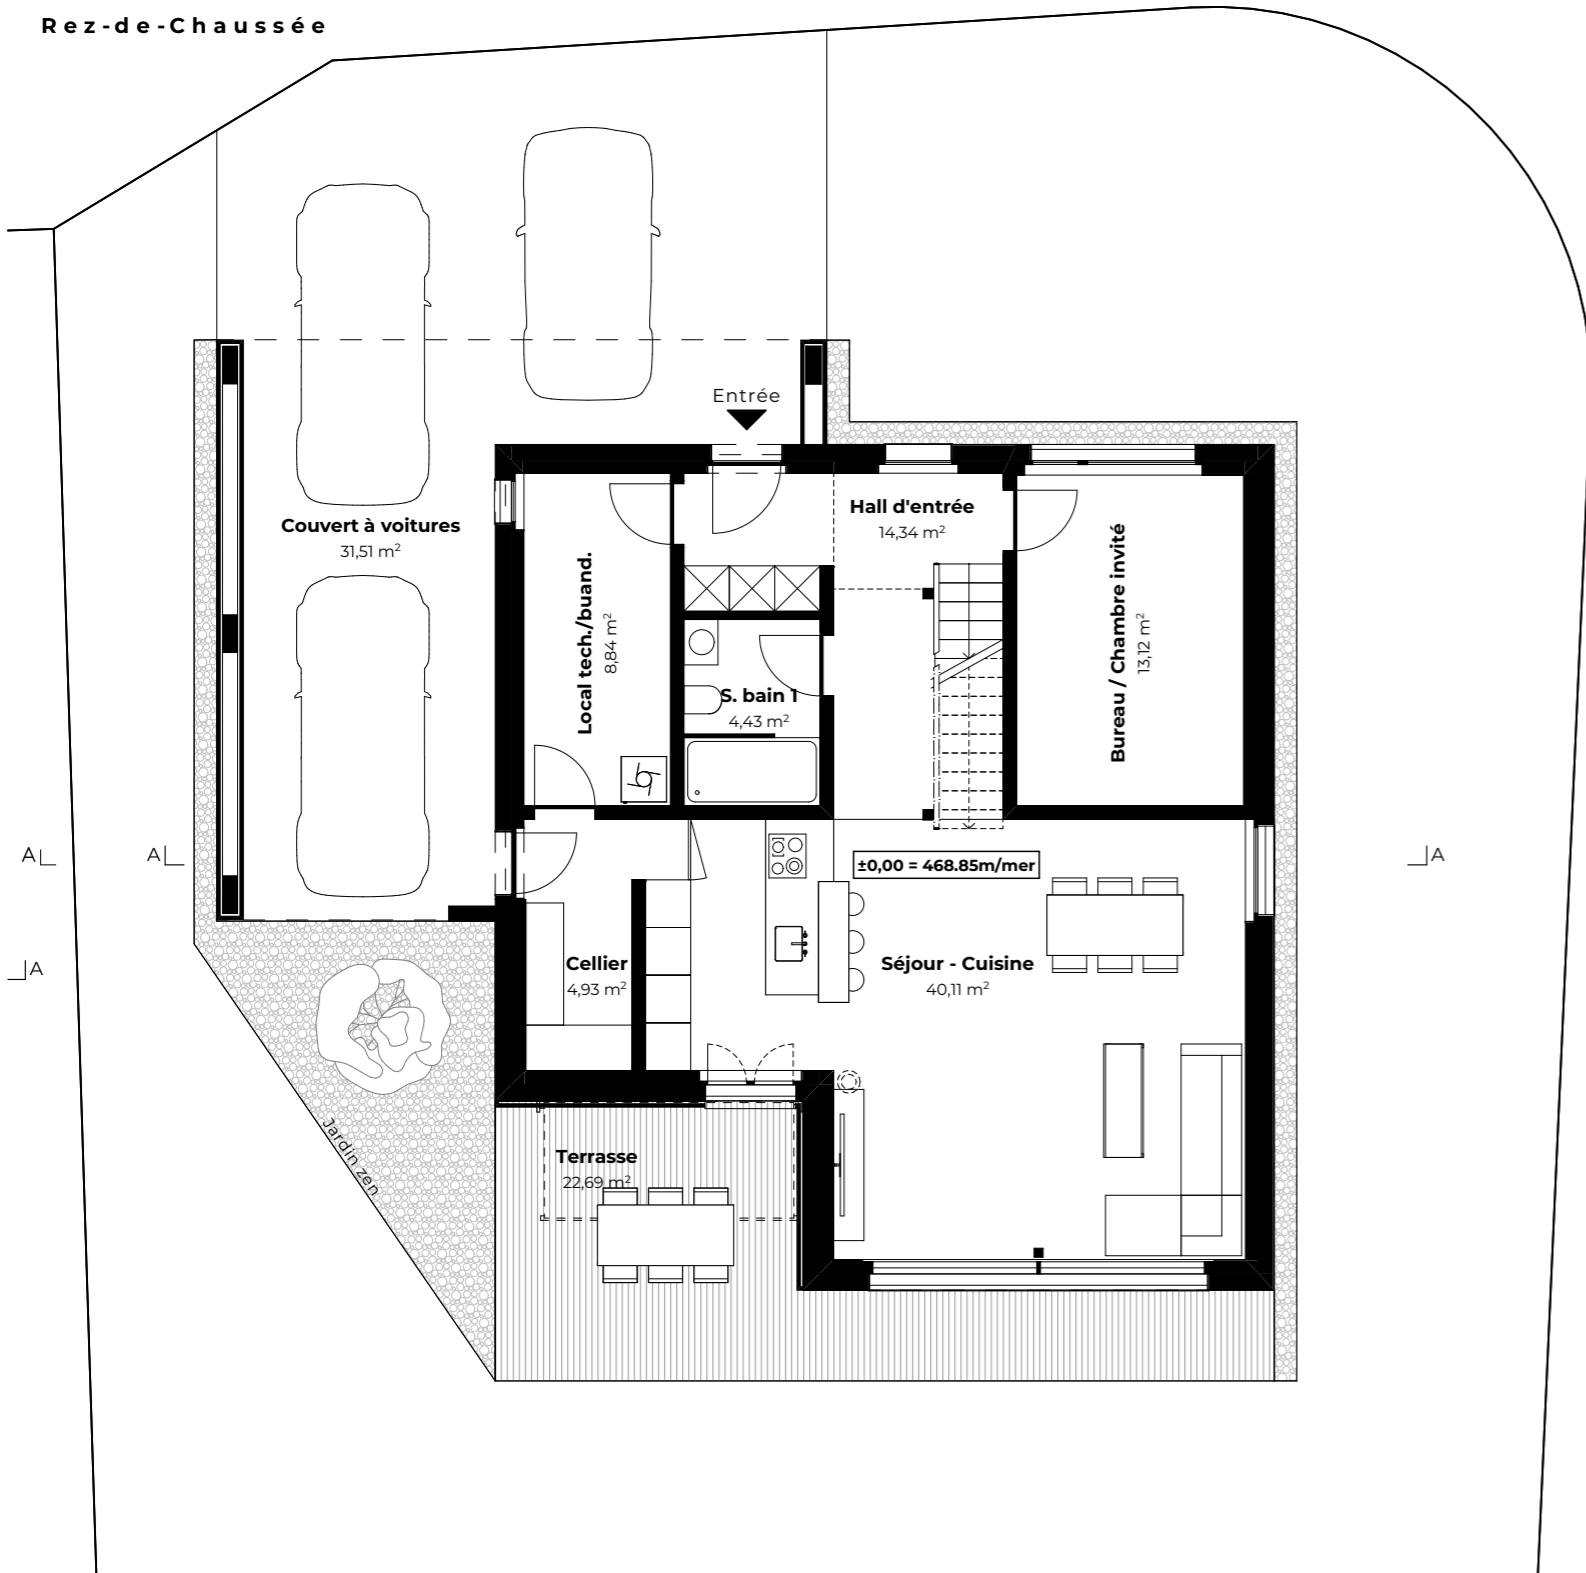 Rez-de-Chaussée
Entrée
Hall d'entrée
14,34 m²
Couvert à voitures
31,51 m²
Local tech./buand.
8,84 m²
Bureau / Chambre invité
13,12 m²
S. bain 1
4,43 m²
A
A
±0,00 = 468.85m/mer
A
A
Cellier
4,93 m²
Séjour - Cuisine
40,11 m²
Jardin zen
Terrasse
22,69 m²